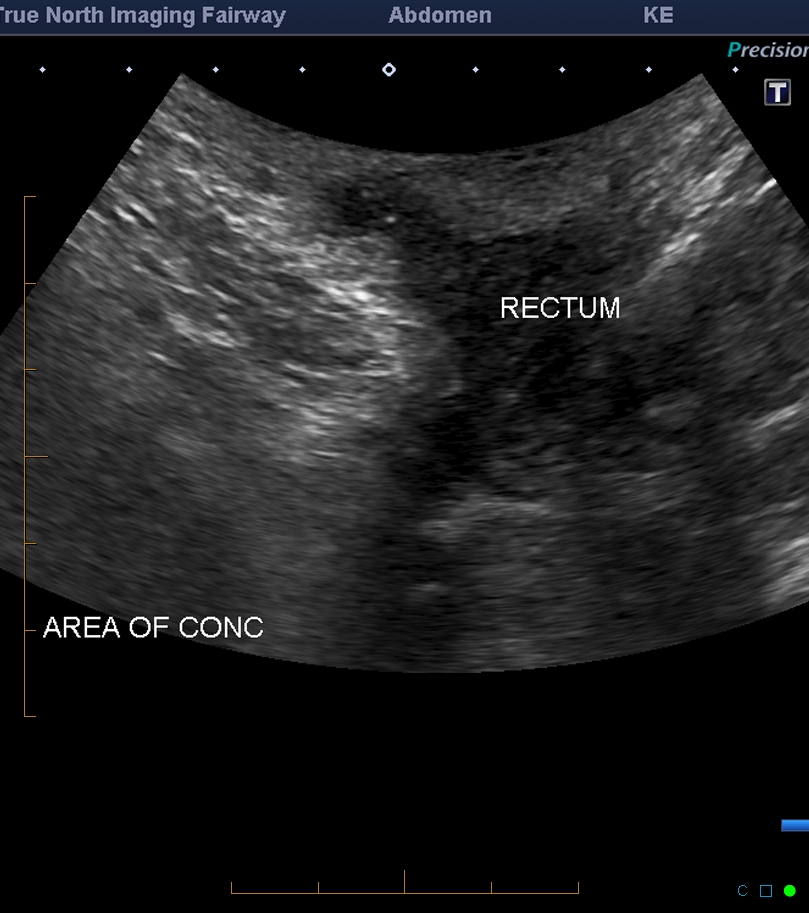 True North Imaging Fairway Abdomen KE
Precision
T
RECTUM
AREA OF CONC
C